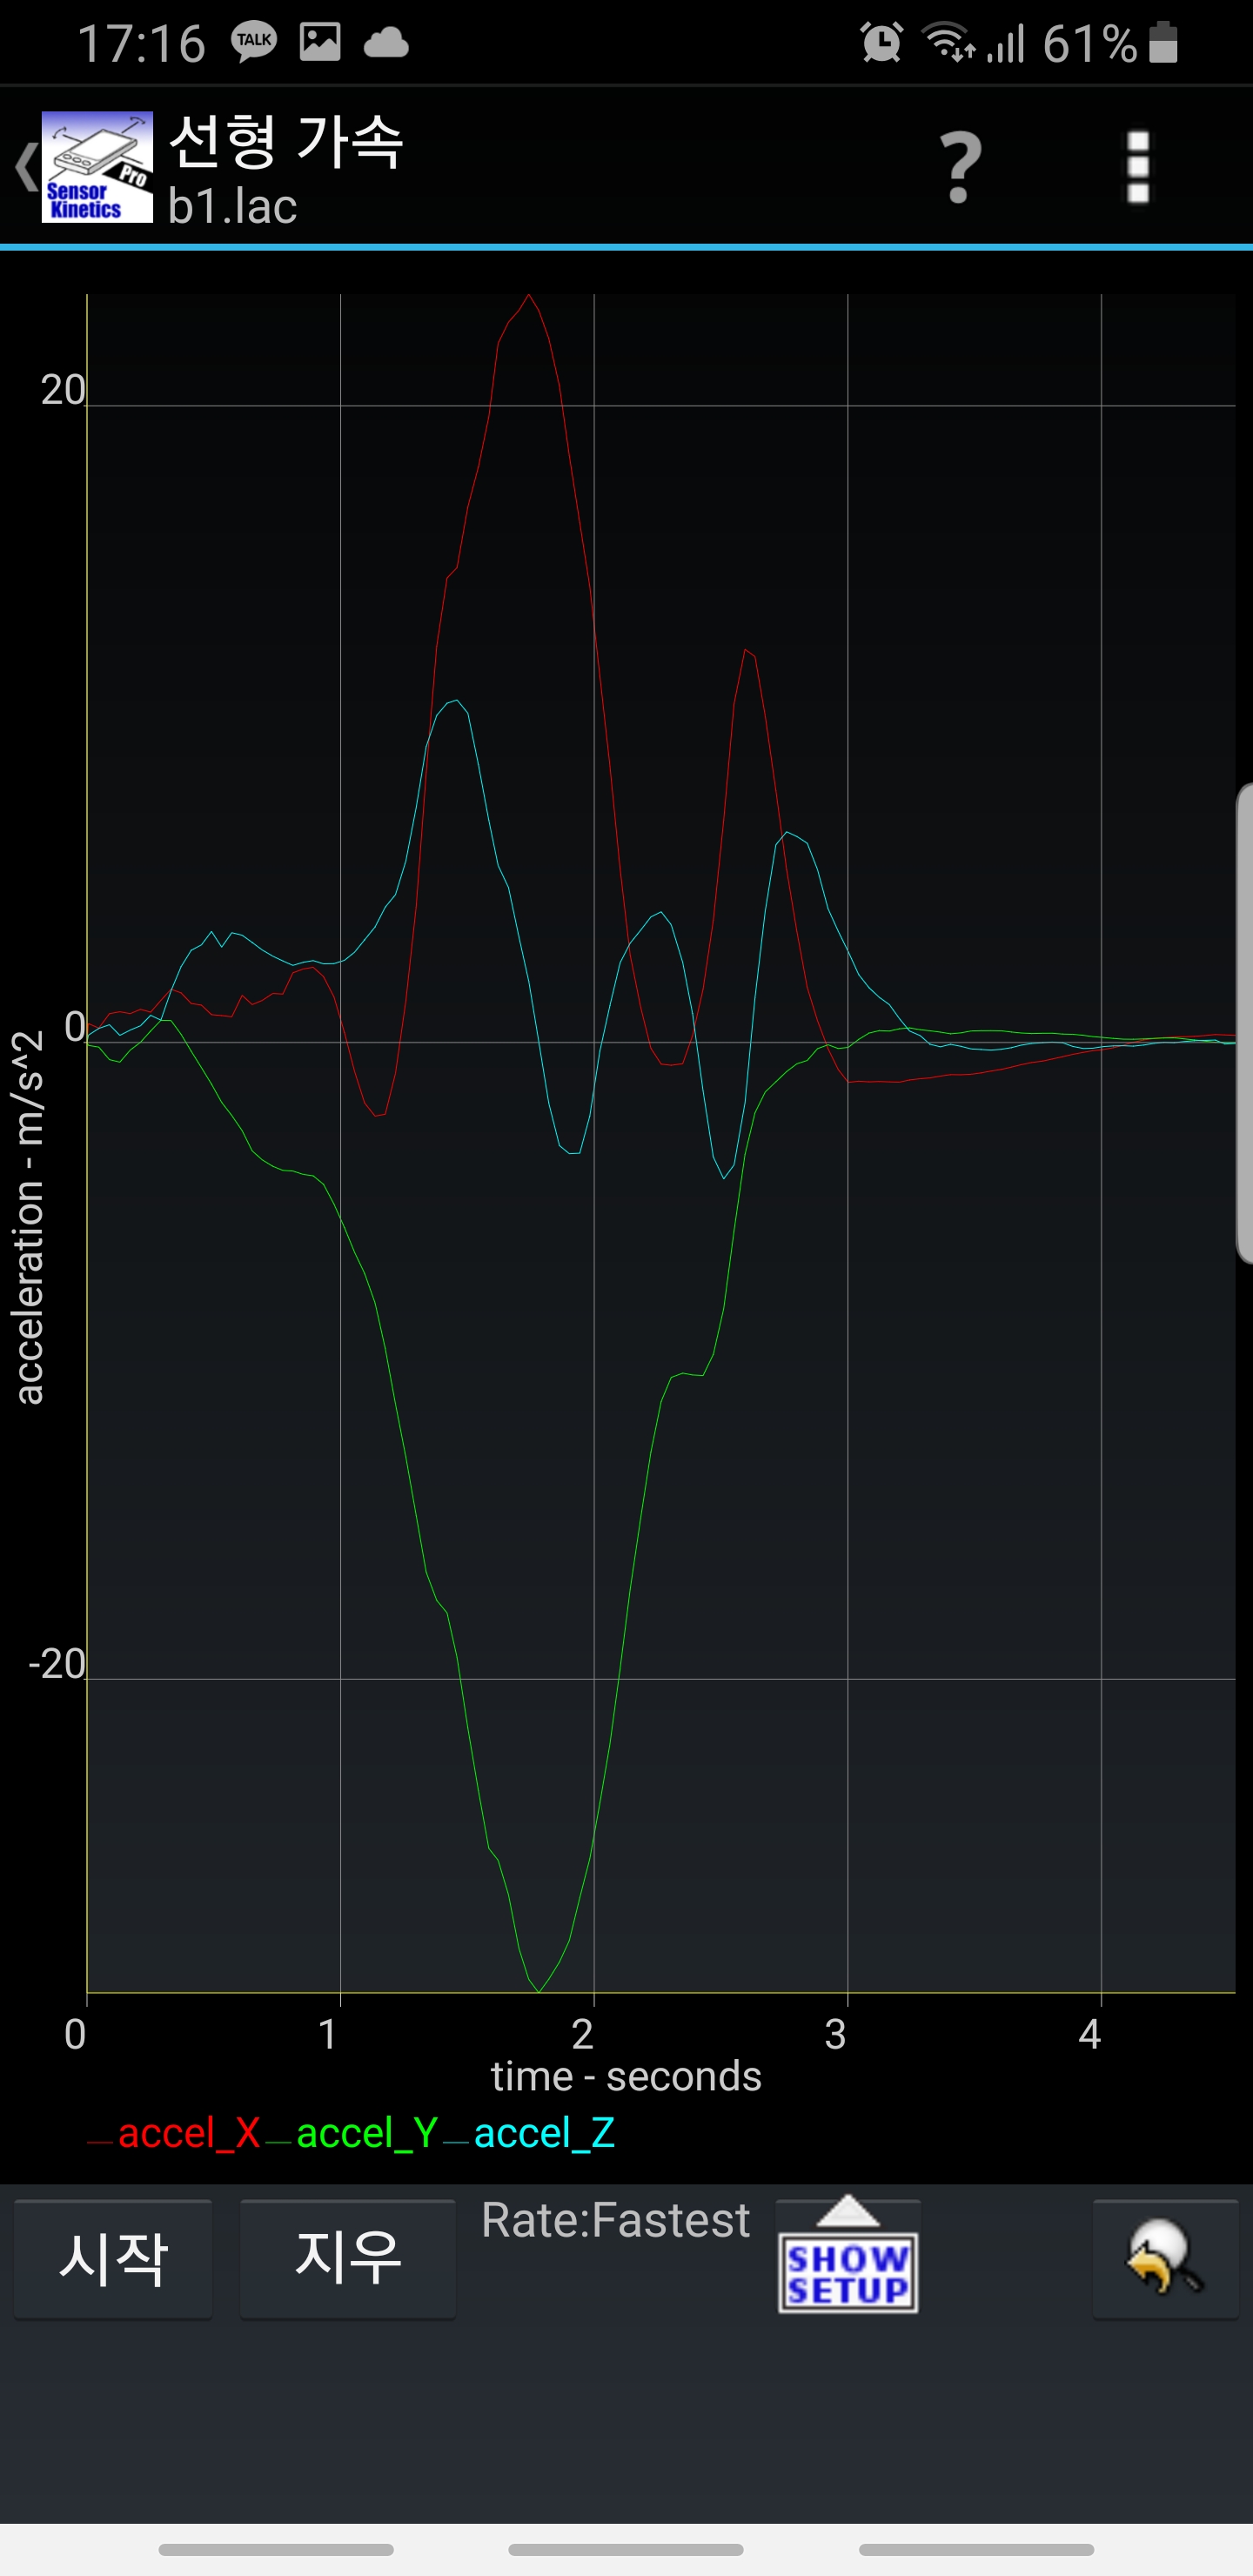 17:16 TALK 61%
선형 가속
Sensor Kinetics Pro
b1.lac
?
20
0
-20
acceleration - m/s^2
0 1 2 3 4
time - seconds
accel_X accel_Y accel_Z
시작 지우 Rate:Fastest SHOW SETUP